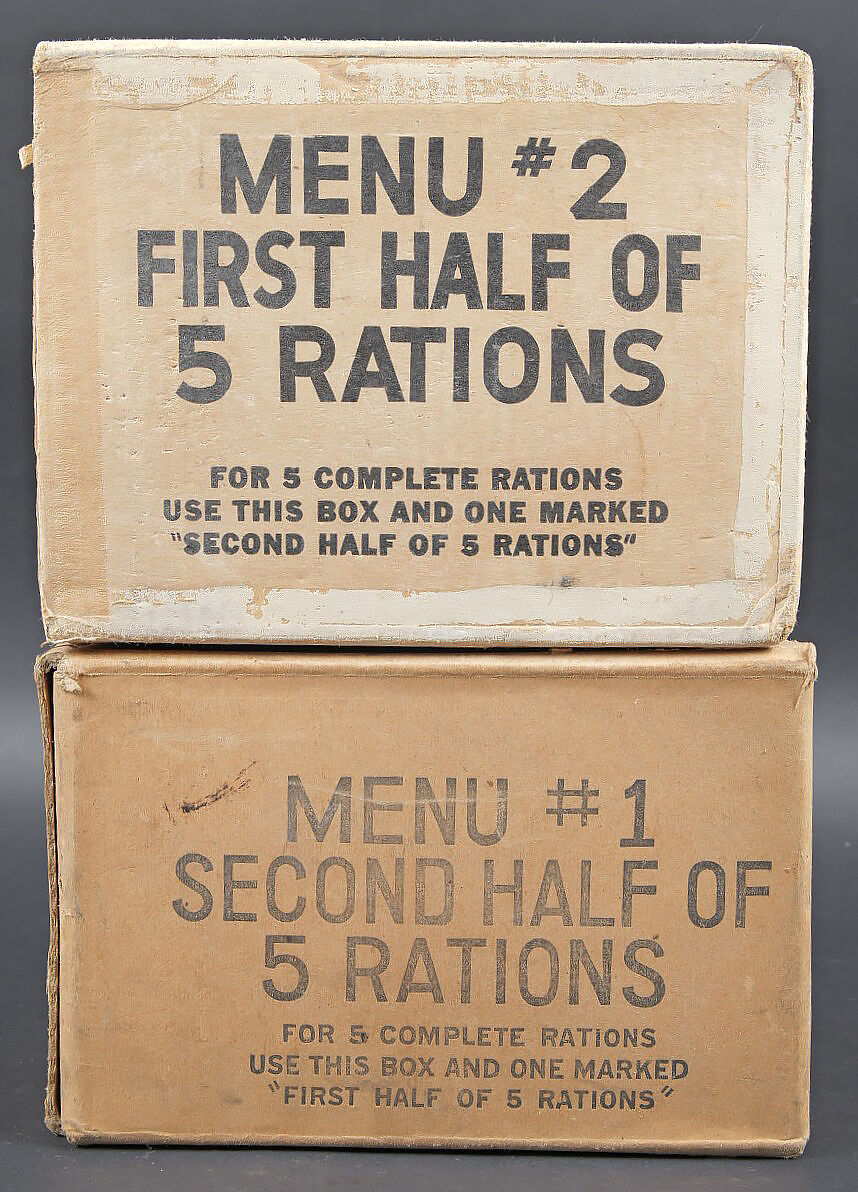 MENU #2
FIRST HALF OF
5 RATIONS
FOR 5 COMPLETE RATIONS
USE THIS BOX AND ONE MARKED
"SECOND HALF OF 5 RATIONS"
MENU #1
SECOND HALF OF
5 RATIONS
FOR 5 COMPLETE RATIONS
USE THIS BOX AND ONE MARKED
"FIRST HALF OF 5 RATIONS"